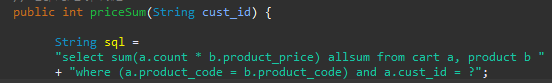 public int priceSum(String cust_id) {
String sql =
"select sum(a.count * b.product_price) allsum from cart a, product b "
+ "where (a.product_code = b.product_code) and a.cust_id = ?";